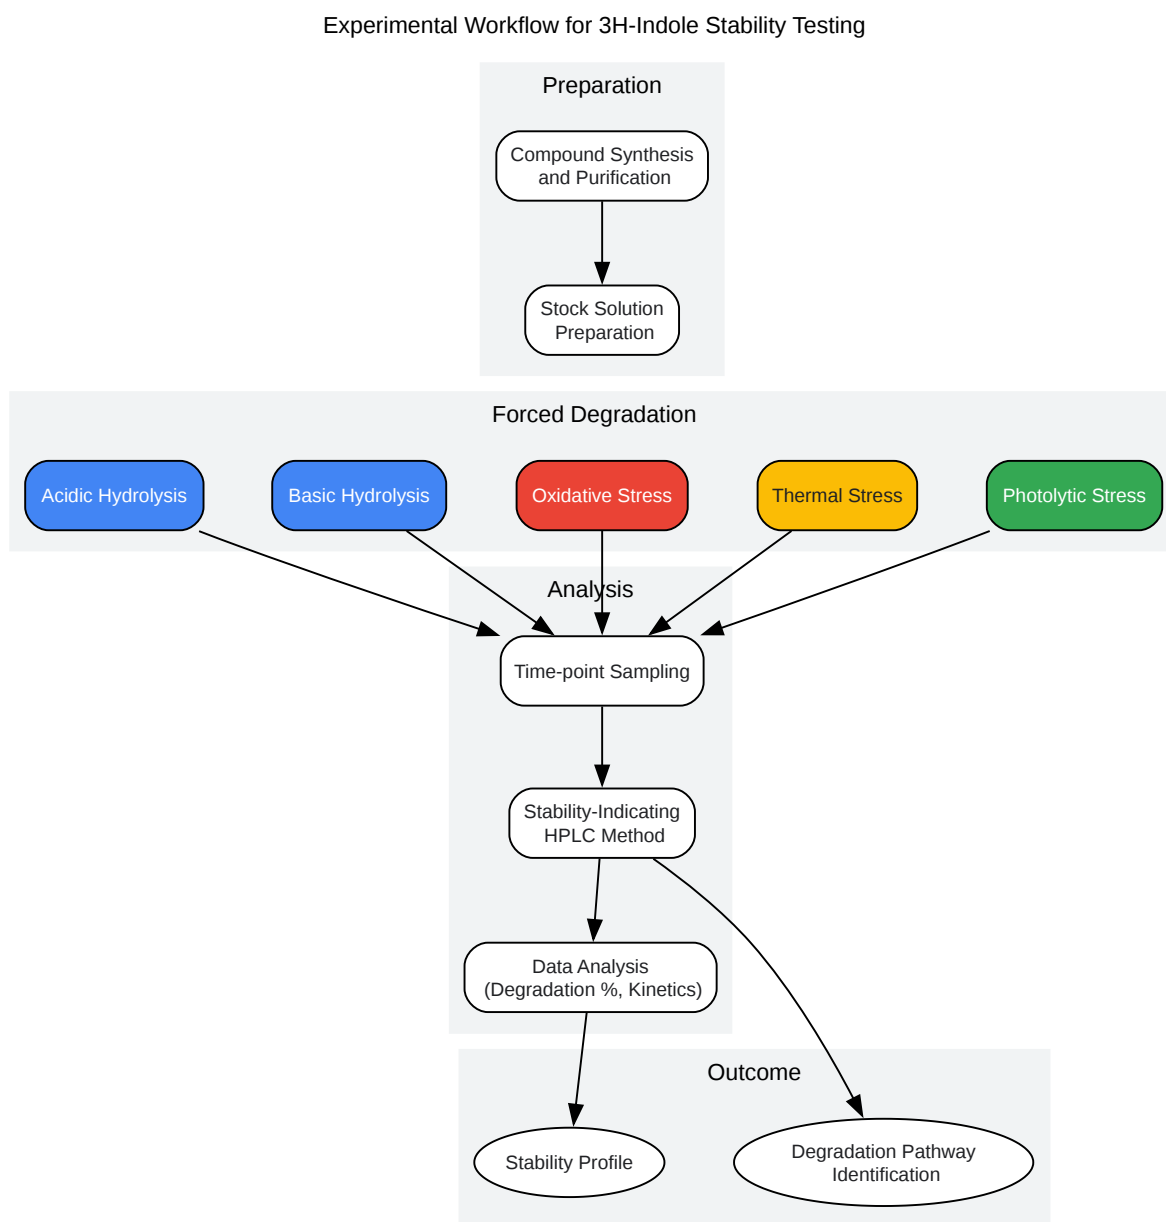 Experimental Workflow for 3H-Indole Stability Testing
Preparation
Compound Synthesis
and Purification
Stock Solution
Preparation
Forced Degradation
Acidic Hydrolysis
Basic Hydrolysis
Oxidative Stress
Thermal Stress
Photolytic Stress
Analysis
Time-point Sampling
Stability-Indicating
HPLC Method
Data Analysis
(Degradation %, Kinetics)
Outcome
Stability Profile
Degradation Pathway
Identification